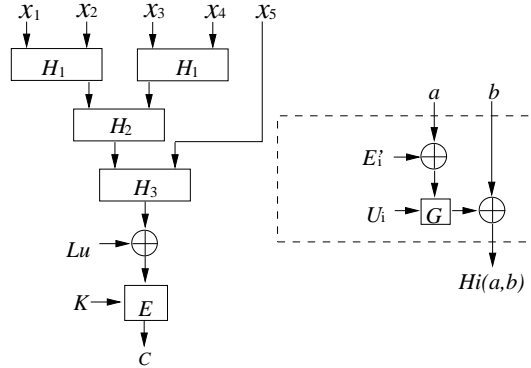 x1 x2 x3 x4 x5
H1 H1
H2
H3
Lu
K E
C
a b
E'i
Ui G
Hi(a,b)